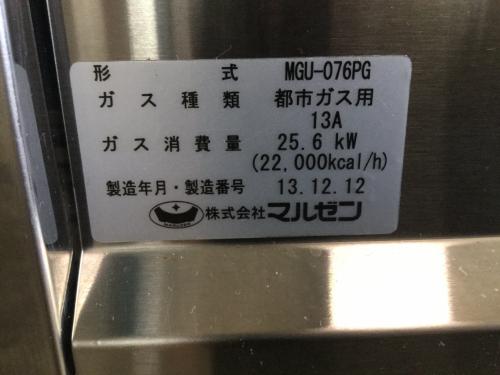 形 式 MGU-076PG
ガス種類 都市ガス用
13A
ガス消費量 25.6 kW
(22,000kcal/h)
製造年月・製造番号 13.12.12
株式会社マルゼン